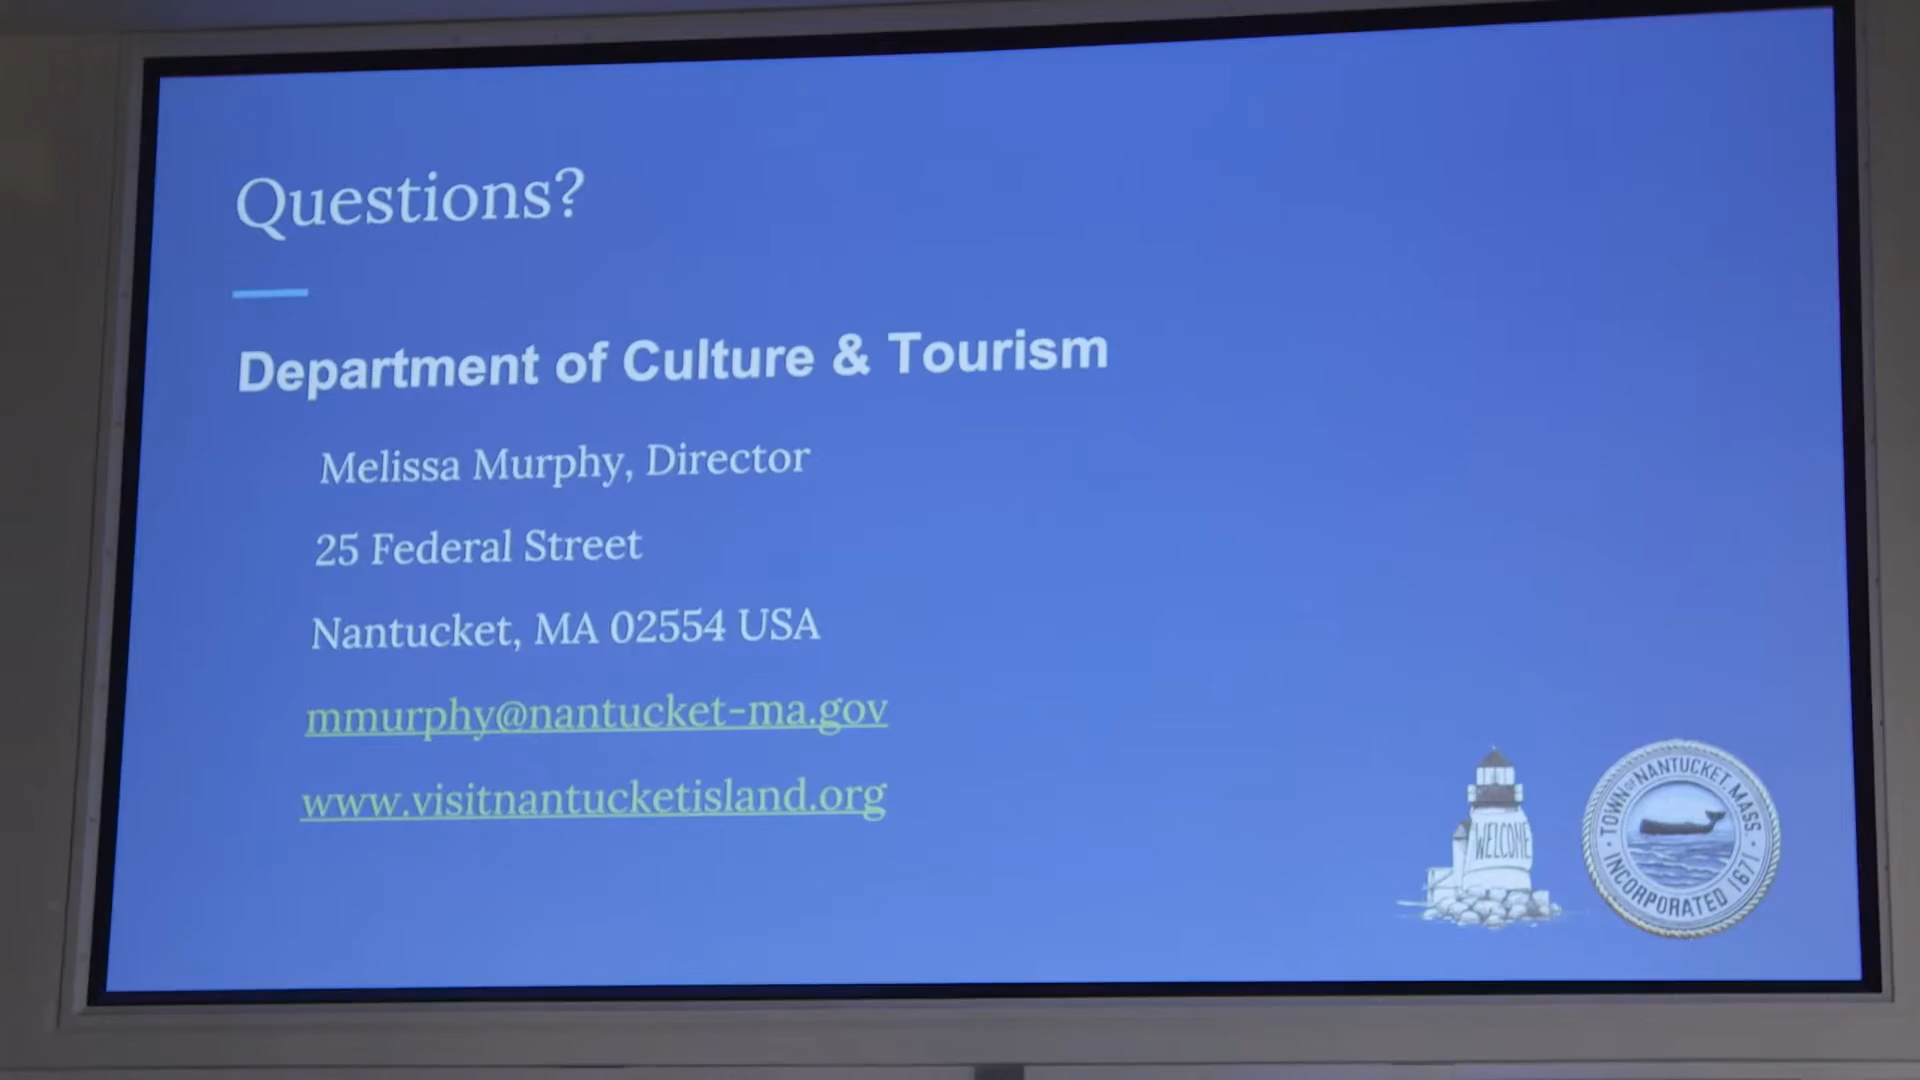 Questions?
Department of Culture & Tourism
Melissa Murphy, Director
25 Federal Street
Nantucket, MA 02554 USA
mmurphy@nantucket-ma.gov
www.visitnantucketisland.org
WELCOME
TOWN OF NANTUCKET, MASS.
INCORPORATED 1671